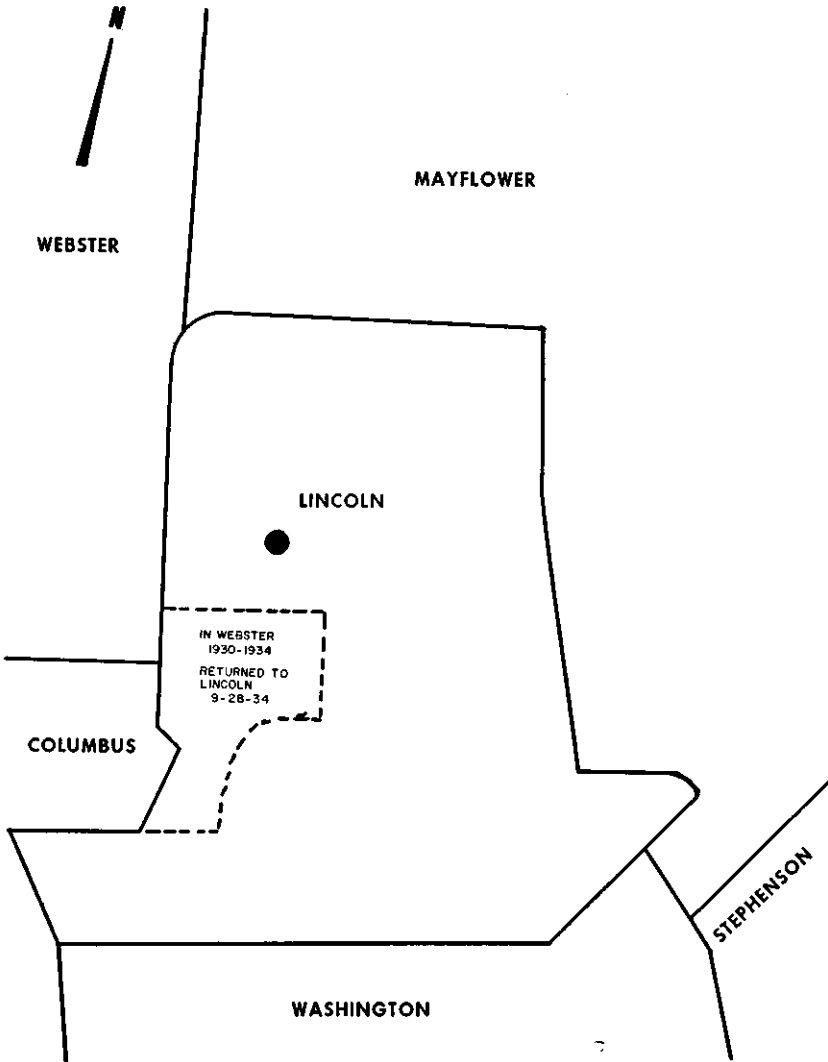 N
MAYFLOWER
WEBSTER
LINCOLN
IN WEBSTER
1930-1934
RETURNED TO
LINCOLN
9-28-34
COLUMBUS
STEPHENSON
WASHINGTON